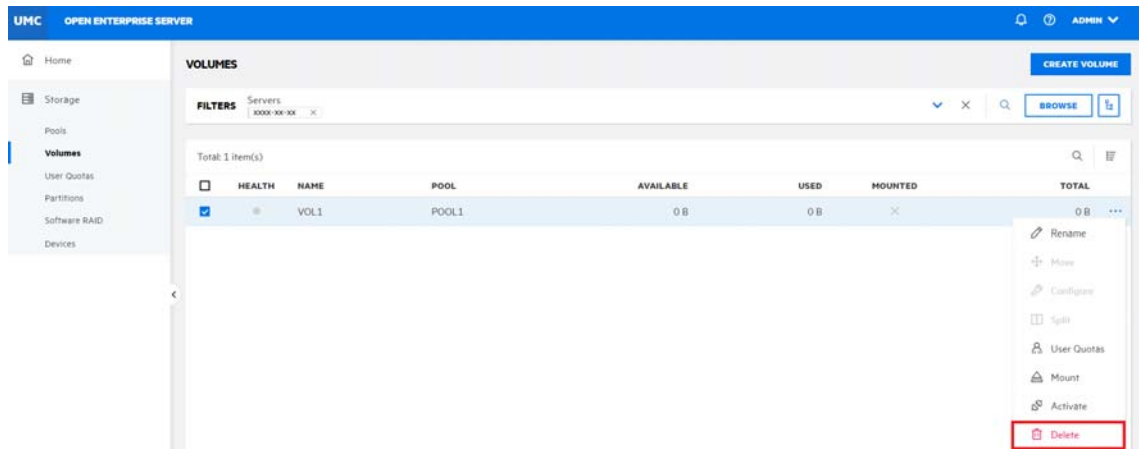 UMC OPEN ENTERPRISE SERVER ADMIN
Home
Storage
Pools
Volumes
User Quotas
Partitions
Software RAID
Devices
VOLUMES CREATE VOLUME
FILTERS Servers BROWSE
xxxx-xx-xx
Total: 1 item(s)
HEALTH NAME POOL AVAILABLE USED MOUNTED TOTAL
VOL1 POOL1 0 B 0 B 0 B
Rename
Move
Configure
Split
User Quotas
Mount
Activate
Delete